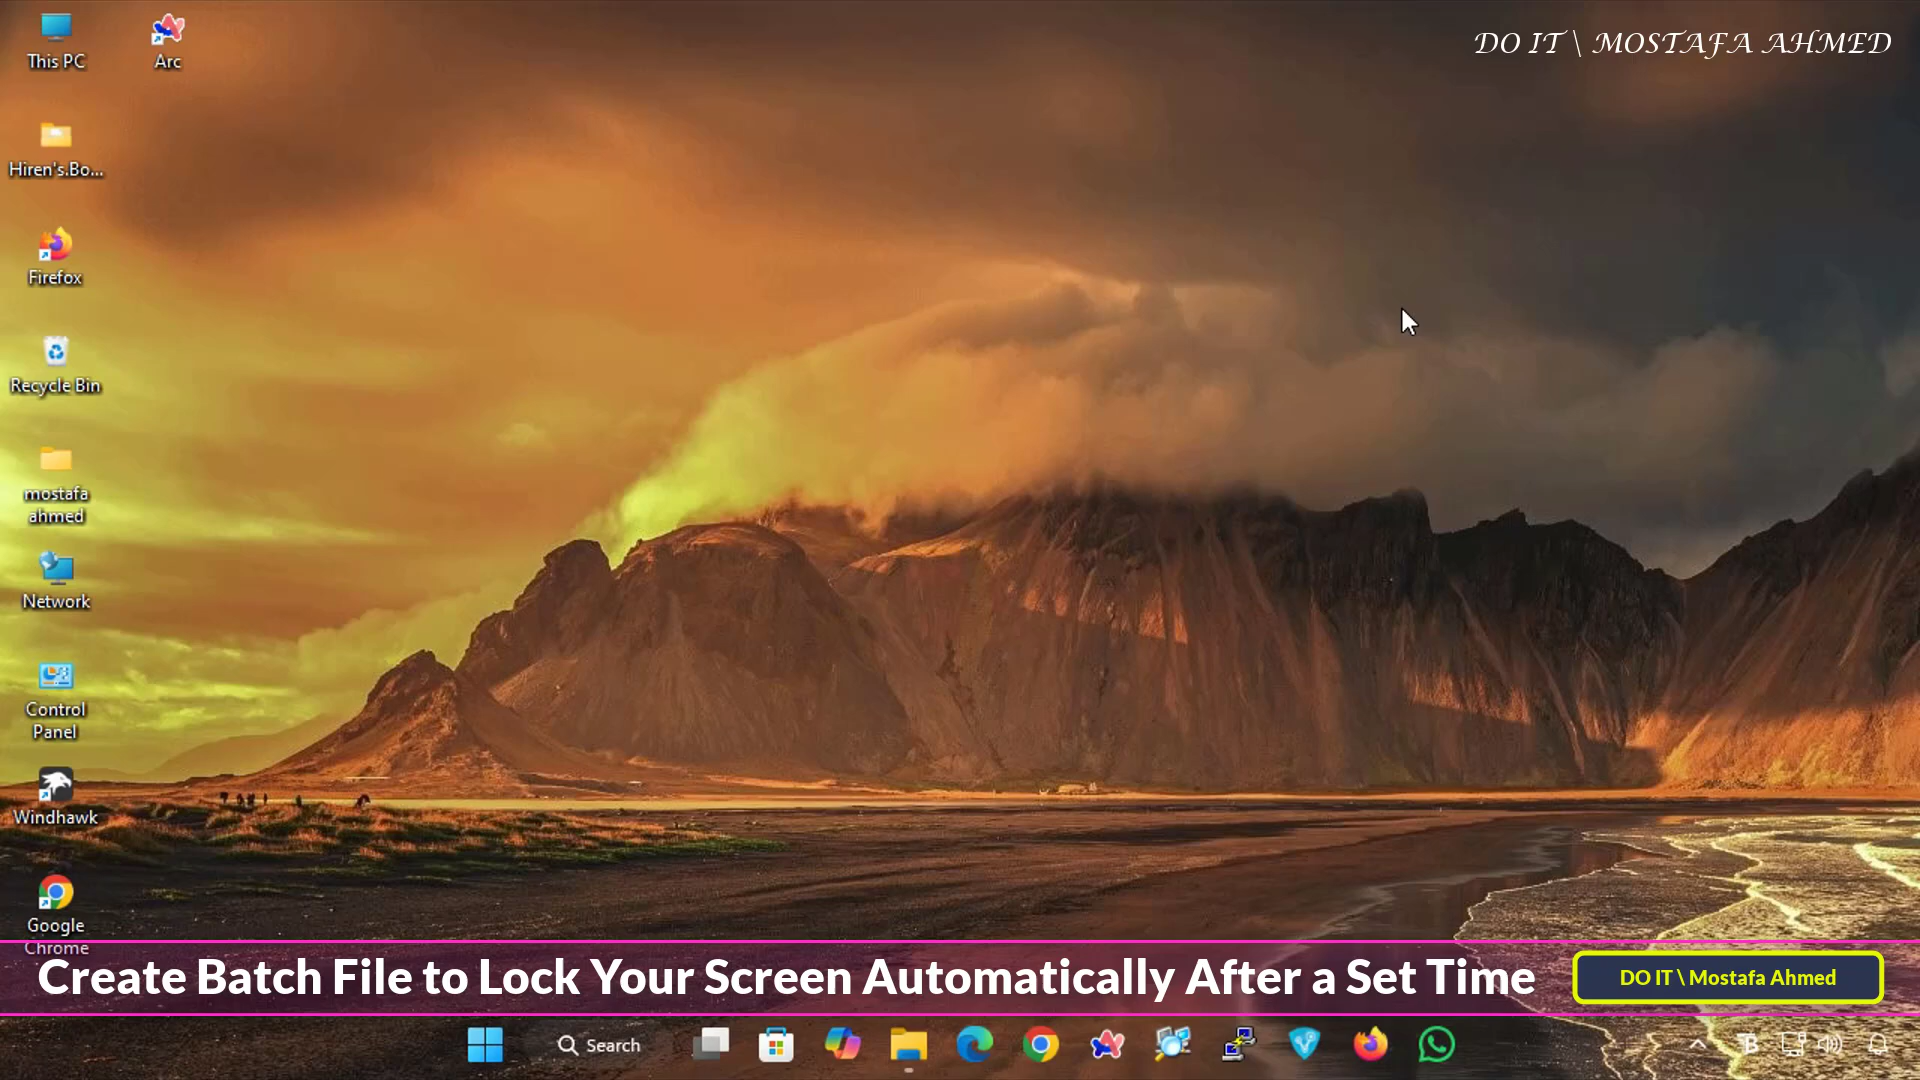 DO IT \ MOSTAFA AHMED
This PC
Arc
Hiren's.Bo...
Firefox
Recycle Bin
mostafa
ahmed
Network
Control
Panel
Windhawk
Google
Chrome
Create Batch File to Lock Your Screen Automatically After a Set Time
DO IT \ Mostafa Ahmed
Search